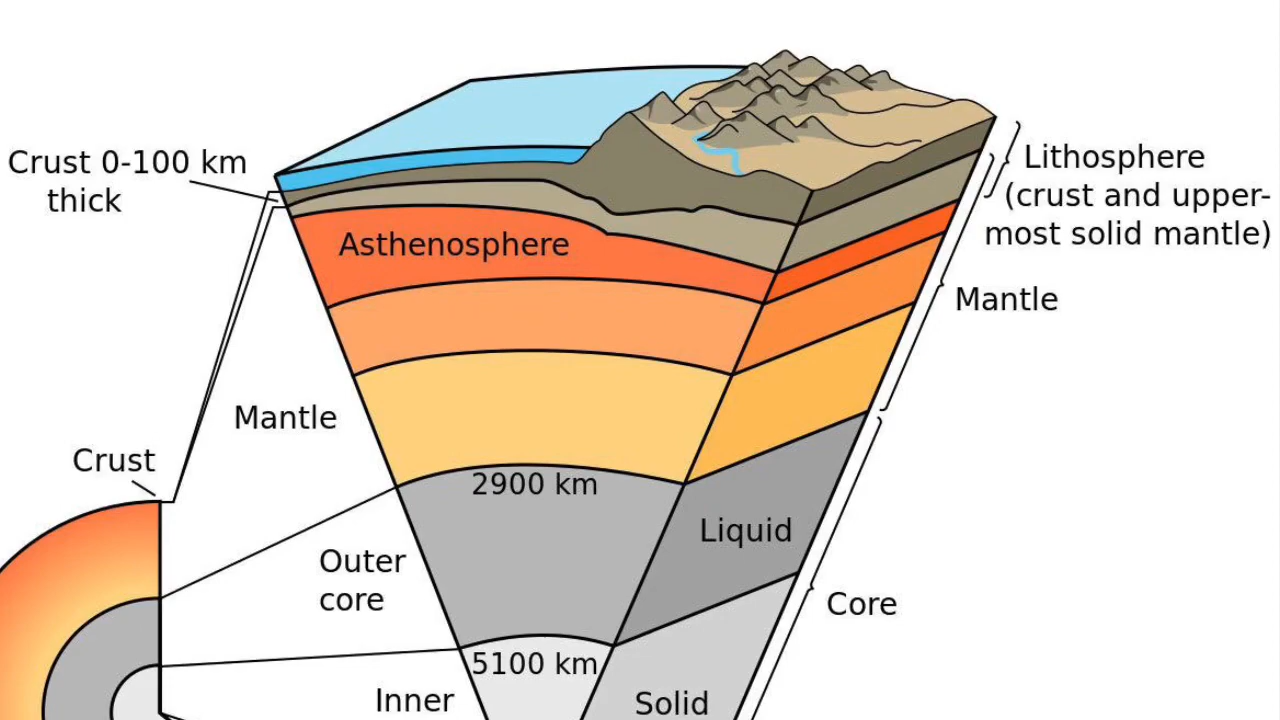 Crust 0-100 km
thick
Lithosphere
(crust and upper-
most solid mantle)
Asthenosphere
Mantle
Mantle
Crust
2900 km
Liquid
Outer
core
Core
5100 km
Inner
Solid